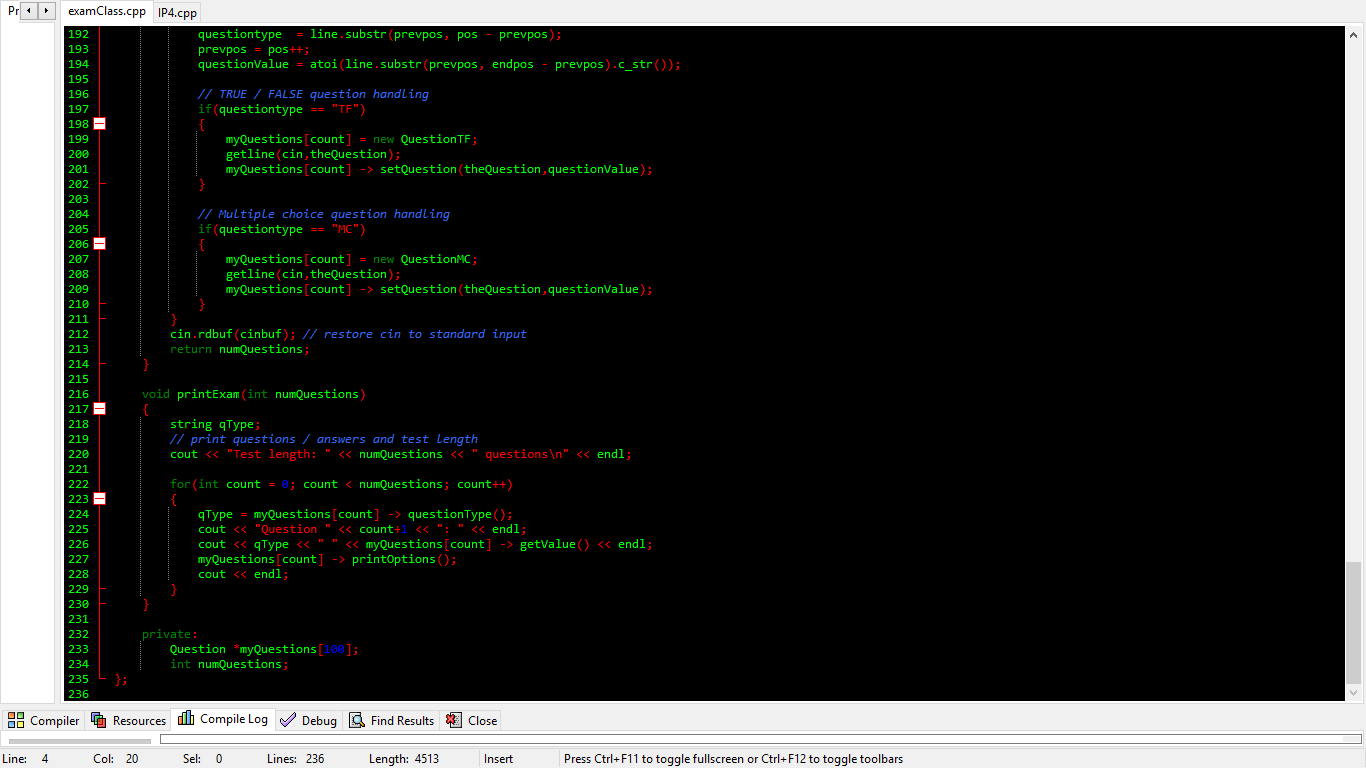 Pr
examClass.cpp IP4.cpp
192 questiontype  = line.substr(prevpos, pos - prevpos);
193 prevpos = pos++;
194 questionValue = atoi(line.substr(prevpos, endpos - prevpos).c_str());
195
196 // TRUE / FALSE question handling
197 if(questiontype == "TF")
198 {
199 myQuestions[count] = new QuestionTF;
200 getline(cin,theQuestion);
201 myQuestions[count] -> setQuestion(theQuestion,questionValue);
202 }
203
204 // Multiple choice question handling
205 if(questiontype == "MC")
206 {
207 myQuestions[count] = new QuestionMC;
208 getline(cin,theQuestion);
209 myQuestions[count] -> setQuestion(theQuestion,questionValue);
210 }
211 }
212 cin.rdbuf(cinbuf); // restore cin to standard input
213 return numQuestions;
214 }
215
216 void printExam(int numQuestions)
217 {
218 string qType;
219 // print questions / answers and test length
220 cout << "Test length: " << numQuestions << " questions\n" << endl;
221
222 for(int count = 0; count < numQuestions; count++)
223 {
224 qType = myQuestions[count] -> questionType();
225 cout << "Question " << count+1 << ": " << endl;
226 cout << qType << " " << myQuestions[count] -> getValue() << endl;
227 myQuestions[count] -> printOptions();
228 cout << endl;
229 }
230 }
231
232 private:
233 Question *myQuestions[100];
234 int numQuestions;
235 };
236
Compiler Resources Compile Log Debug Find Results Close
Line: 4 Col: 20 Sel: 0 Lines: 236 Length: 4513 Insert Press Ctrl+F11 to toggle fullscreen or Ctrl+F12 to toggle toolbars